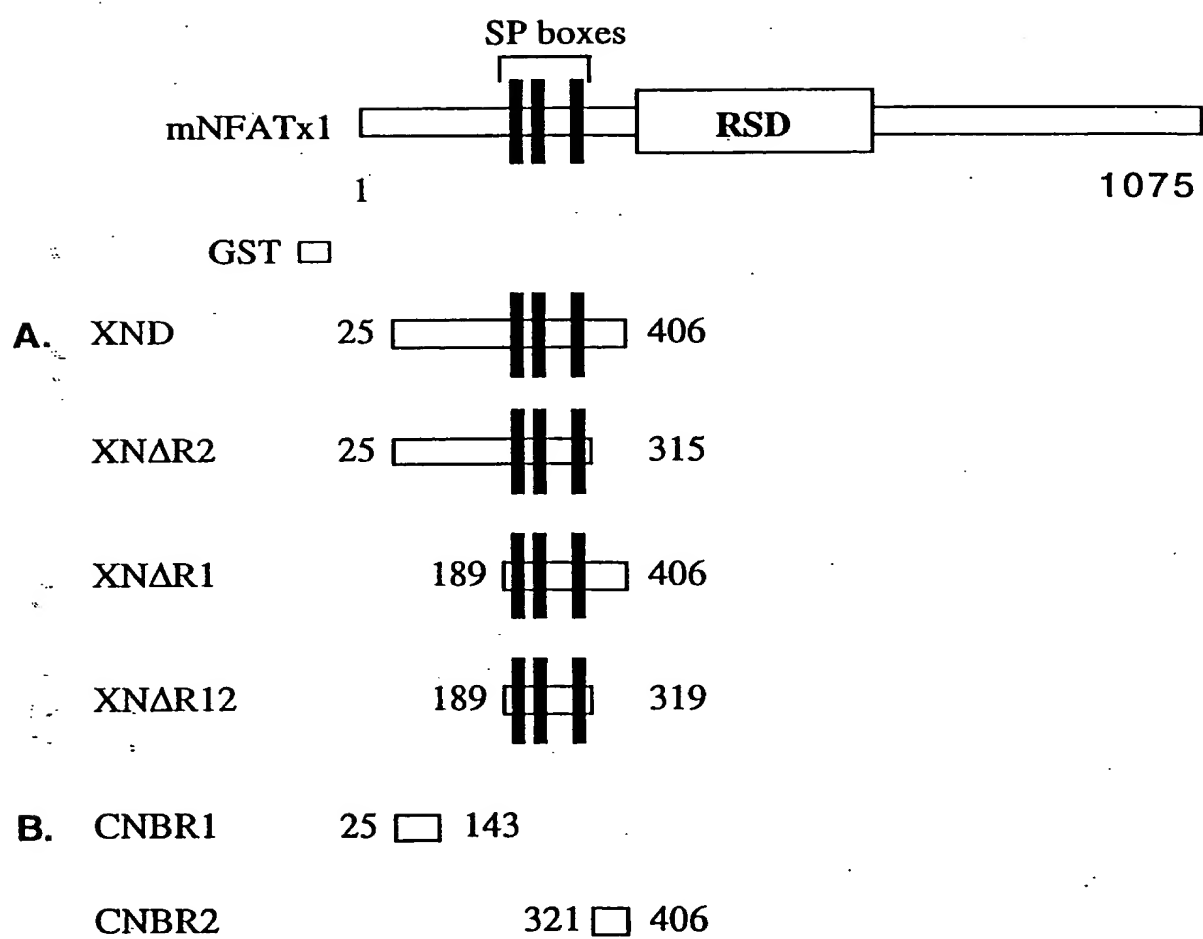 SP boxes
mNFATx1 RSD
1 1075
GST
A. XND 25 406
XNΔR2 25 315
XNΔR1 189 406
XNΔR12 189 319
B. CNBR1 25 143
CNBR2 321 406